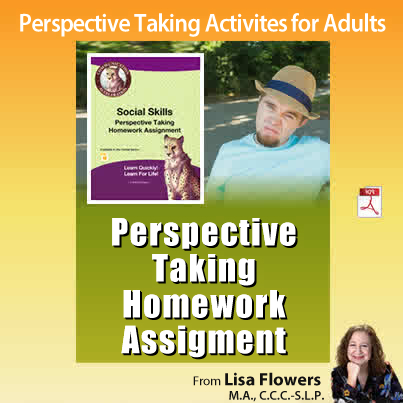 Perspective Taking Activites for Adults
Social Skills
Perspective Taking
Homework Assignment
Learn Quickly!
Learn For Life!
PDF
Perspective
Taking
Homework
Assigment
From Lisa Flowers
M.A., C.C.C.-S.L.P.